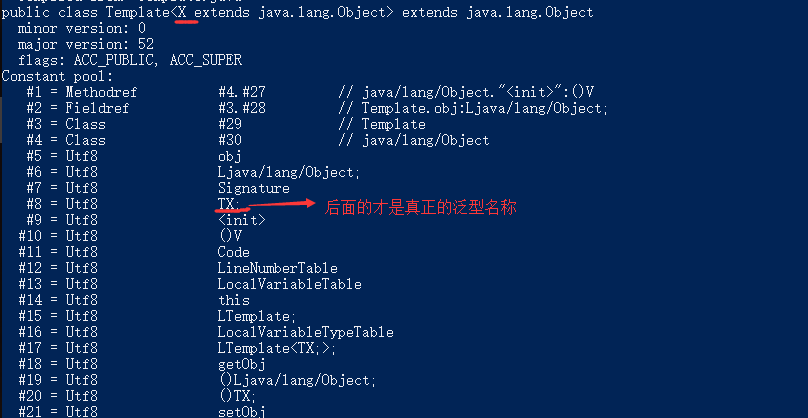 public class Template<X extends java.lang.Object> extends java.lang.Object
minor version: 0
major version: 52
flags: ACC_PUBLIC, ACC_SUPER
Constant pool:
#1 = Methodref #4.#27 // java/lang/Object."<init>":()V
#2 = Fieldref #3.#28 // Template.obj:Ljava/lang/Object;
#3 = Class #29 // Template
#4 = Class #30 // java/lang/Object
#5 = Utf8 obj
#6 = Utf8 Ljava/lang/Object;
#7 = Utf8 Signature
#8 = Utf8 TX; 后面的才是真正的泛型名称
#9 = Utf8 <init>
#10 = Utf8 ()V
#11 = Utf8 Code
#12 = Utf8 LineNumberTable
#13 = Utf8 LocalVariableTable
#14 = Utf8 this
#15 = Utf8 LTemplate;
#16 = Utf8 LocalVariableTypeTable
#17 = Utf8 LTemplate<TX;>;
#18 = Utf8 getObj
#19 = Utf8 ()Ljava/lang/Object;
#20 = Utf8 ()TX;
#21 = Utf8 setObj